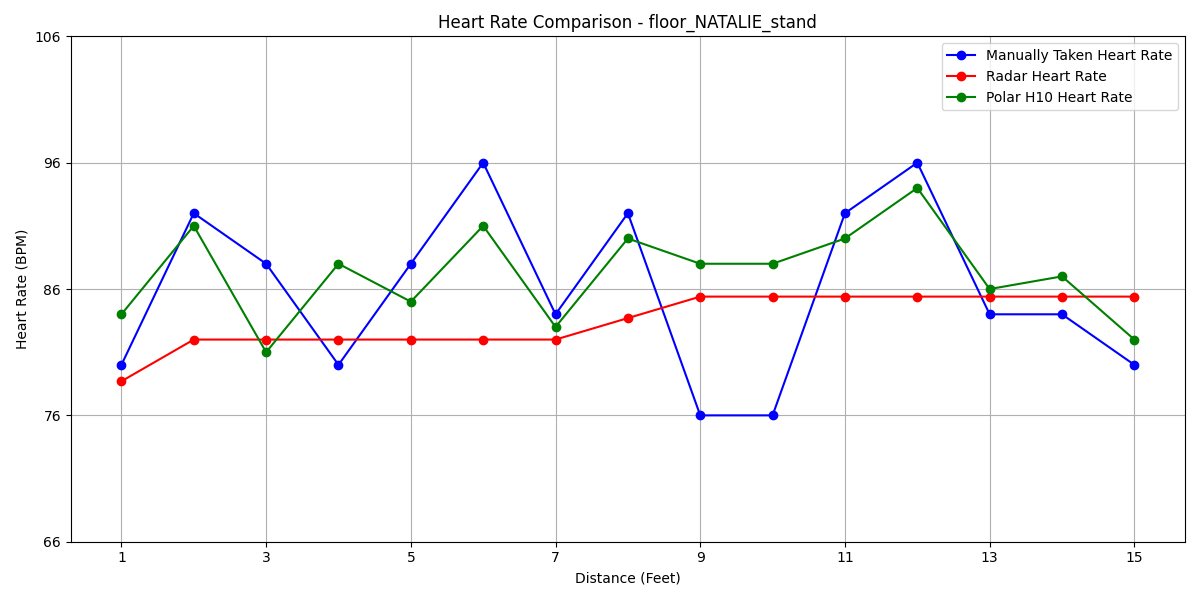 Heart Rate Comparison - floor_NATALIE_stand
106
96
86
76
66
Heart Rate (BPM)
Manually Taken Heart Rate
Radar Heart Rate
Polar H10 Heart Rate
1 3 5 7 9 11 13 15
Distance (Feet)